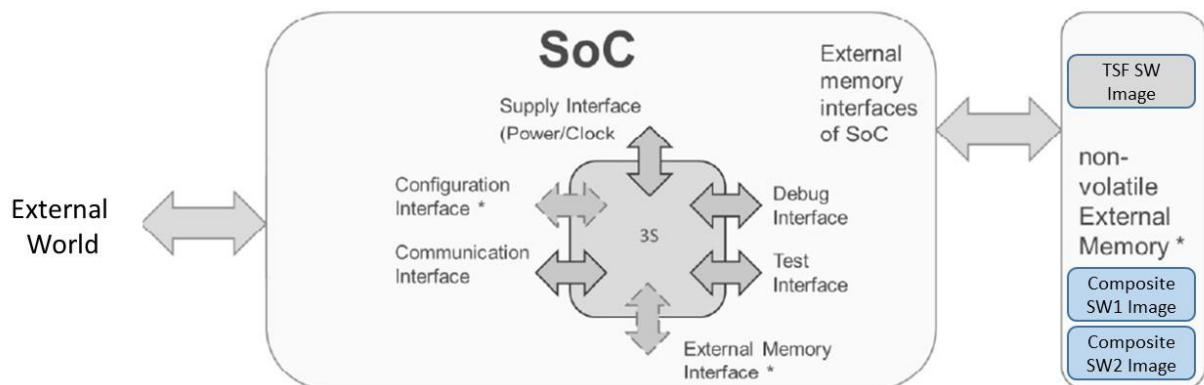 SoC
Supply Interface
(Power/Clock
External
memory
interfaces
of SoC
Configuration
Interface *
Communication
Interface
3S
Debug
Interface
Test
Interface
External Memory
Interface *
External
World
TSF SW
Image
non-
volatile
External
Memory *
Composite
SW1 Image
Composite
SW2 Image